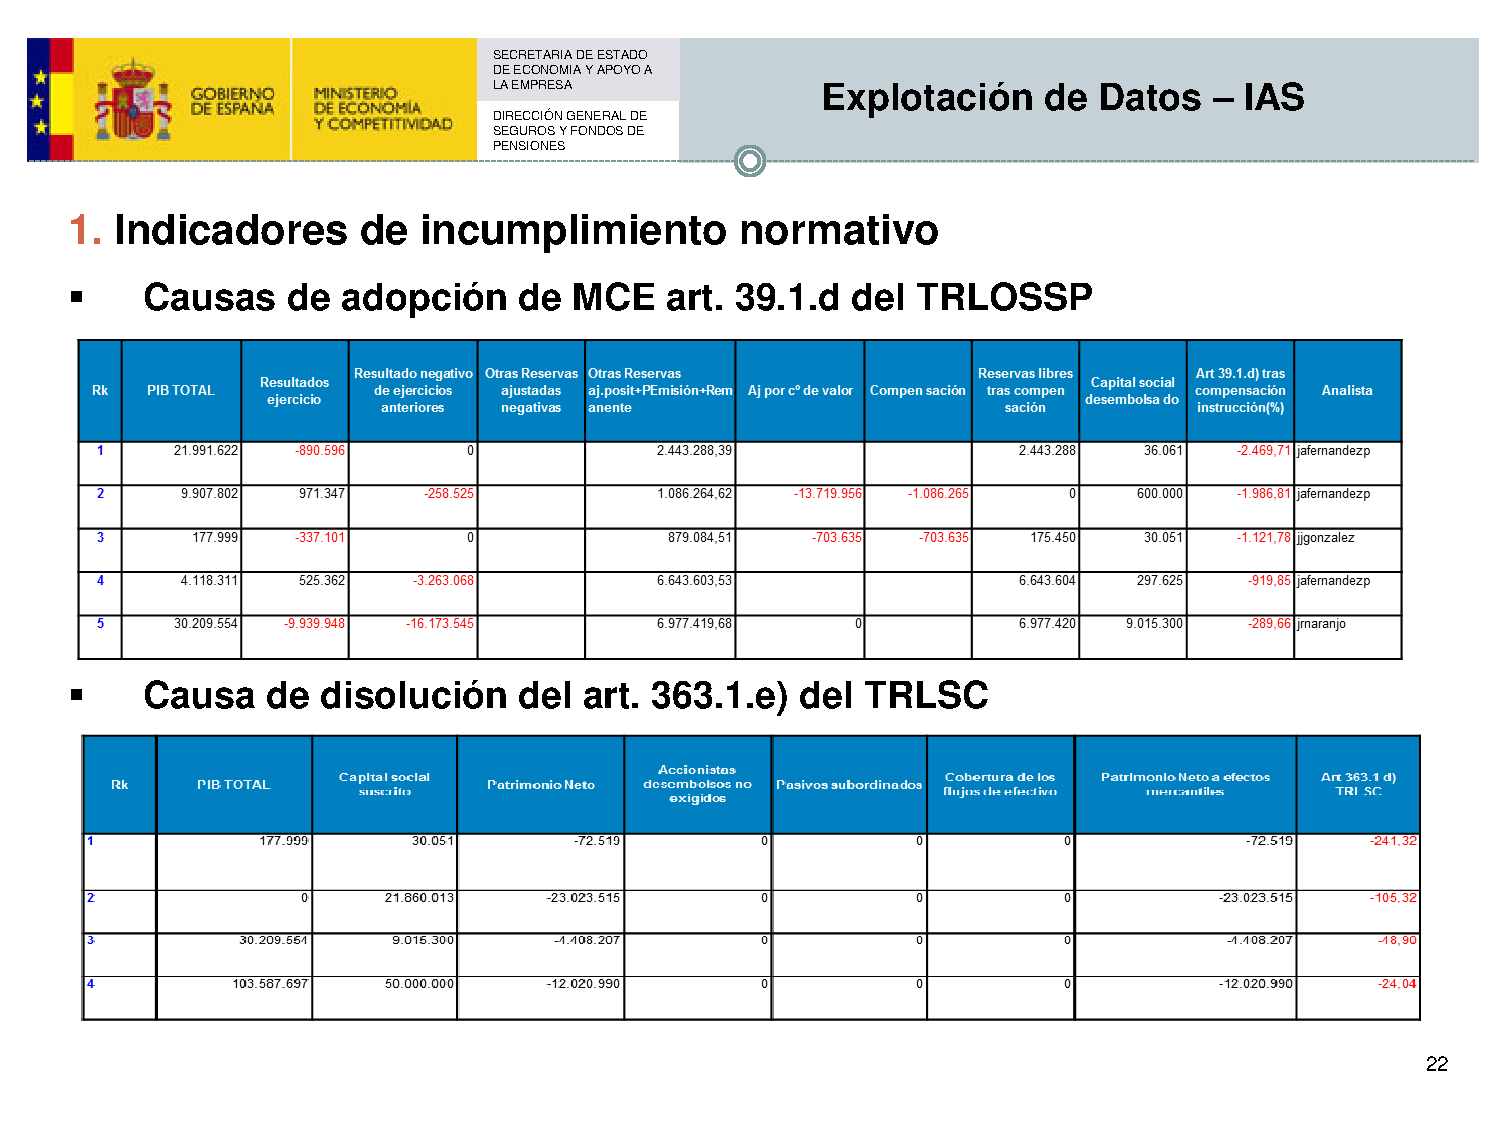 GOBIERNO
DE ESPAÑA
MINISTERIO
DE ECONOMÍA
Y COMPETITIVIDAD
SECRETARIA DE ESTADO
DE ECONOMIA Y APOYO A
LA EMPRESA
DIRECCIÓN GENERAL DE
SEGUROS Y FONDOS DE
PENSIONES
Explotación de Datos – IAS
1. Indicadores de incumplimiento normativo
▪ Causas de adopción de MCE art. 39.1.d del TRLOSSP
Rk PIB TOTAL Resultados ejercicio Resultado negativo de ejercicios anteriores Otras Reservas ajustadas negativas Otras Reservas aj.posit+PEmisión+Rem anente Aj por cº de valor Compen sación Reservas libres tras compen sación Capital social desembolsa do Art 39.1.d) tras compensación instrucción(%) Analista
1 21.991.622 -890.596 0 2.443.288,39 2.443.288 36.061 -2.469,71 jafernandezp
2 9.907.802 971.347 -258.525 1.086.264,62 -13.719.956 -1.086.265 0 600.000 -1.986,81 jafernandezp
3 177.999 -337.101 0 879.084,51 -703.635 -703.635 175.450 30.051 -1.121,78 jjgonzalez
4 4.118.311 525.362 -3.263.068 6.643.603,53 6.643.604 297.625 -919,85 jafernandezp
5 30.209.554 -9.939.948 -16.173.545 6.977.419,68 0 6.977.420 9.015.300 -289,66 jrnaranjo
▪ Causa de disolución del art. 363.1.e) del TRLSC
Rk PIB TOTAL Capital social suscrito Patrimonio Neto Accionistas desembolsos no exigidos Pasivos subordinados Cobertura de los flujos de efectivo Patrimonio Neto a efectos mercantiles Art 363.1 d) TRLSC
1 177.999 30.051 -72.519 0 0 0 -72.519 -241,32
2 0 21.860.013 -23.023.515 0 0 0 -23.023.515 -105,32
3 30.209.554 9.015.300 -4.408.207 0 0 0 -4.408.207 -48,90
4 103.587.697 50.000.000 -12.020.990 0 0 0 -12.020.990 -24,04
22